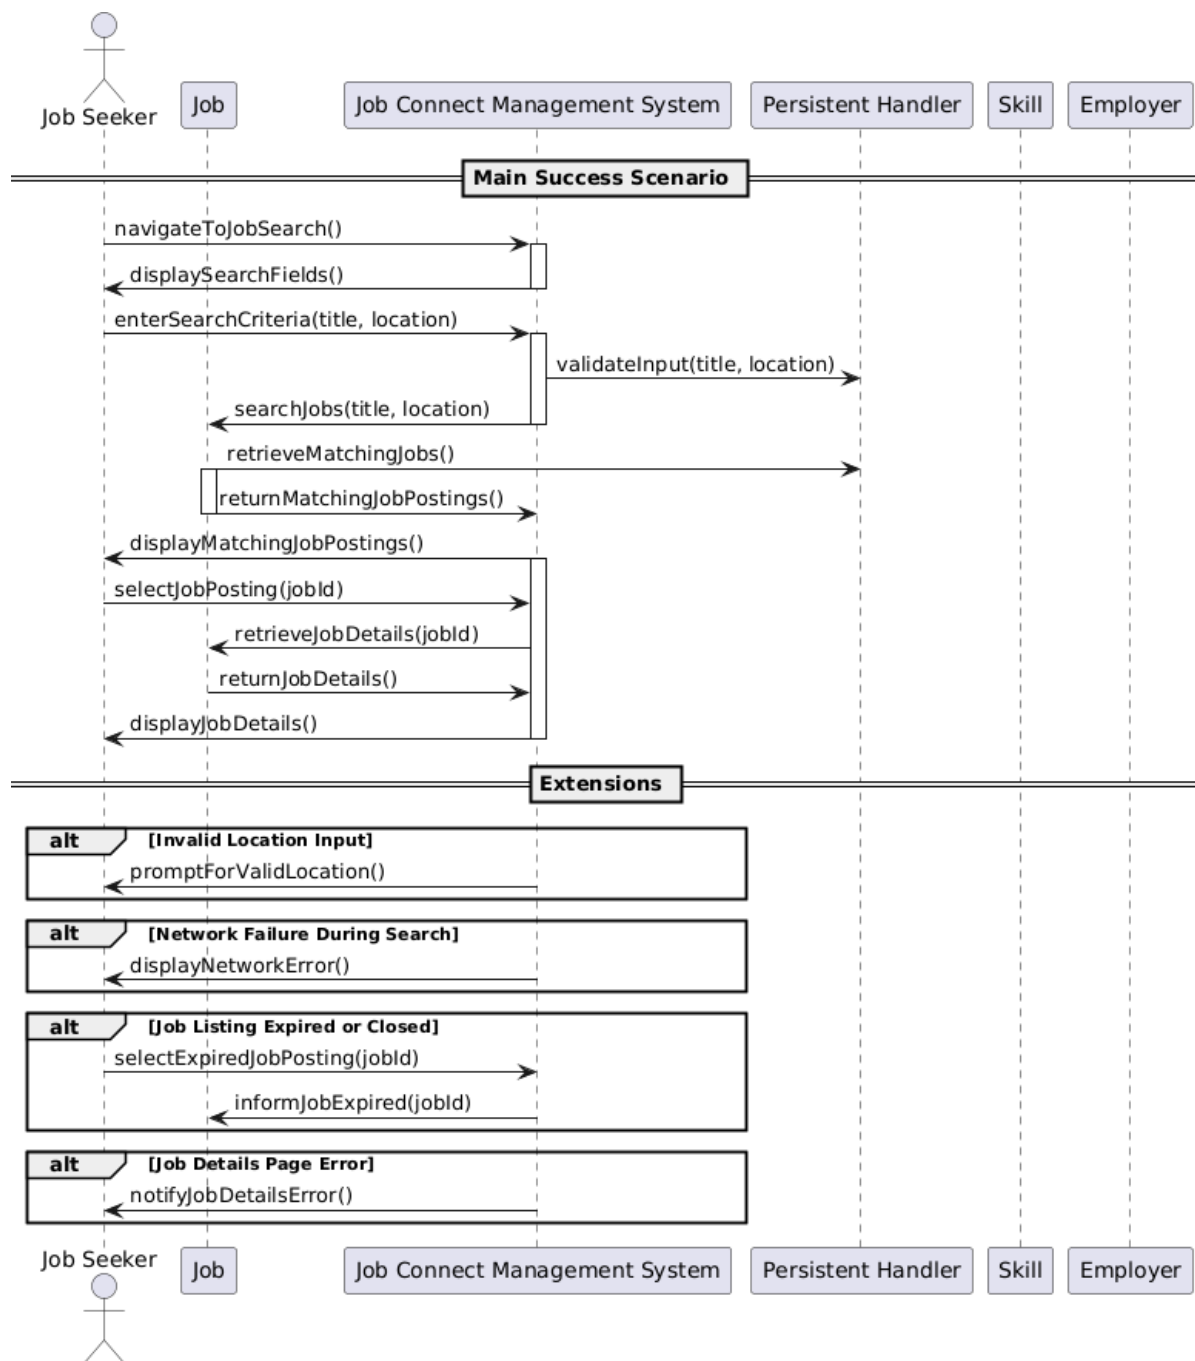 Job Seeker
Job
Job Connect Management System
Persistent Handler
Skill
Employer
Main Success Scenario
navigateToJobSearch()
displaySearchFields()
enterSearchCriteria(title, location)
validateInput(title, location)
searchJobs(title, location)
retrieveMatchingJobs()
returnMatchingJobPostings()
displayMatchingJobPostings()
selectJobPosting(jobId)
retrieveJobDetails(jobId)
returnJobDetails()
displayJobDetails()
Extensions
alt [Invalid Location Input]
promptForValidLocation()
alt [Network Failure During Search]
displayNetworkError()
alt [Job Listing Expired or Closed]
selectExpiredJobPosting(jobId)
informJobExpired(jobId)
alt [Job Details Page Error]
notifyJobDetailsError()
Job Seeker
Job
Job Connect Management System
Persistent Handler
Skill
Employer